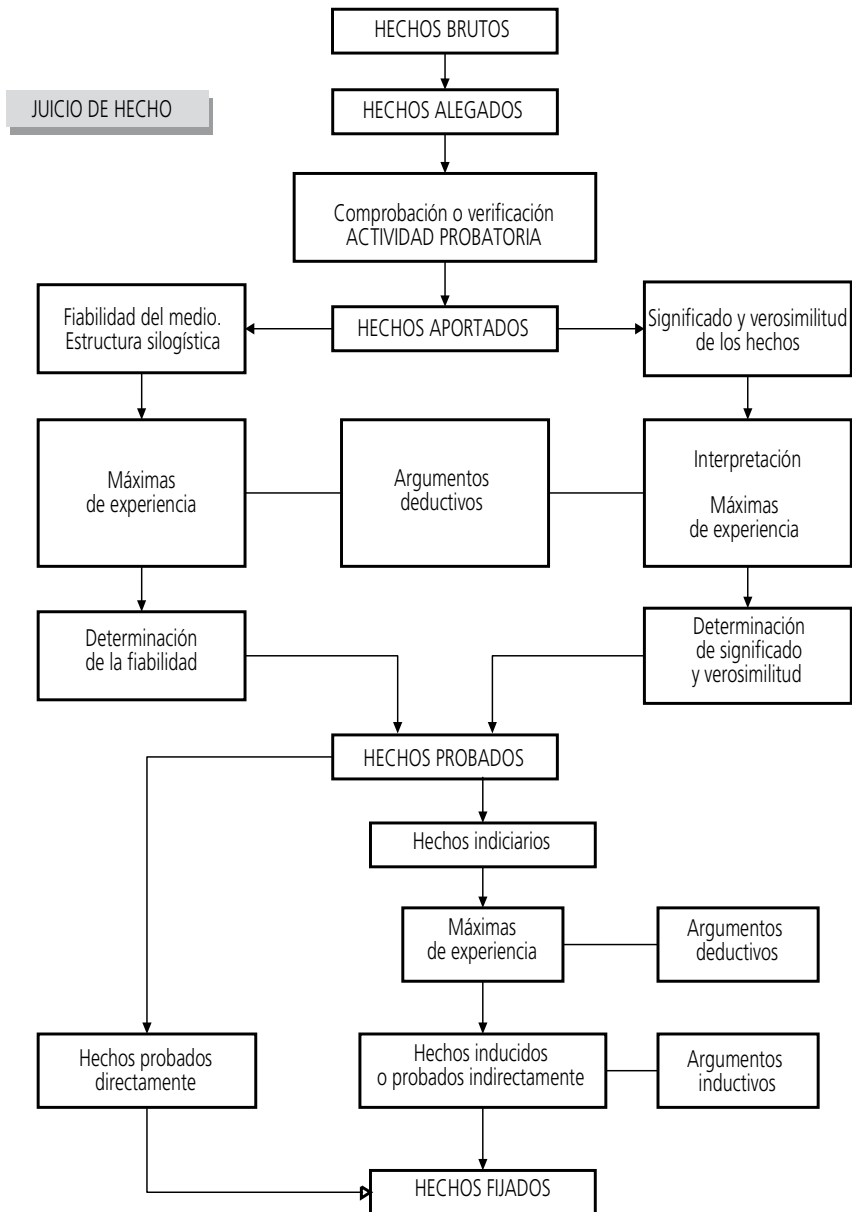 HECHOS BRUTOS
JUICIO DE HECHO
HECHOS ALEGADOS
Comprobación o verificación
ACTIVIDAD PROBATORIA
Fiabilidad del medio.
Estructura silogística
HECHOS APORTADOS
Significado y verosimilitud
de los hechos
Máximas
de experiencia
Argumentos
deductivos
Interpretación
Máximas
de experiencia
Determinación
de la fiabilidad
Determinación
de significado
y verosimilitud
HECHOS PROBADOS
Hechos indiciarios
Máximas
de experiencia
Argumentos
deductivos
Hechos probados
directamente
Hechos inducidos
o probados indirectamente
Argumentos
inductivos
HECHOS FIJADOS